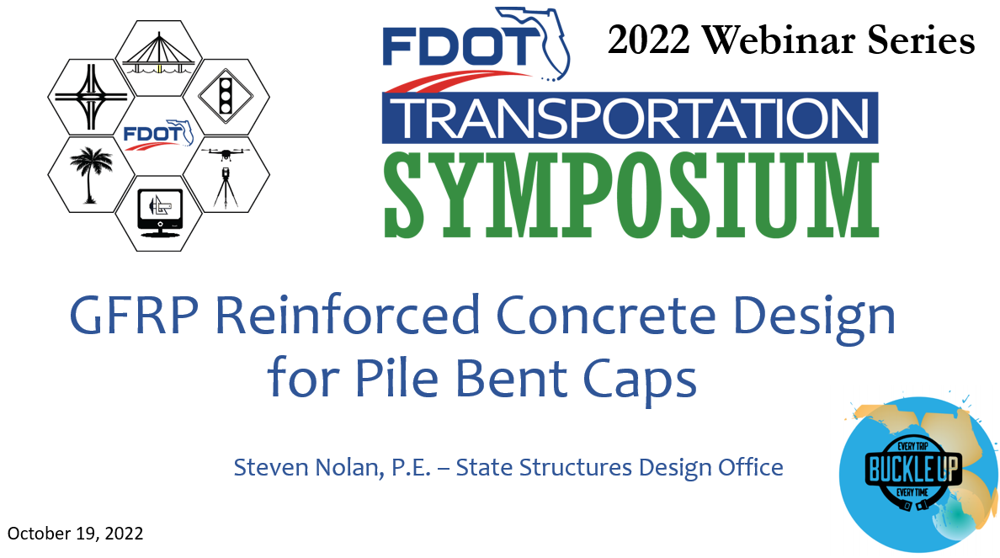 FDOT
2022 Webinar Series
FDOT
TRANSPORTATION
SYMPOSIUM
GFRP Reinforced Concrete Design
for Pile Bent Caps
Steven Nolan, P.E. – State Structures Design Office
EVERY TRIP
BUCKLE UP
EVERY TIME
October 19, 2022